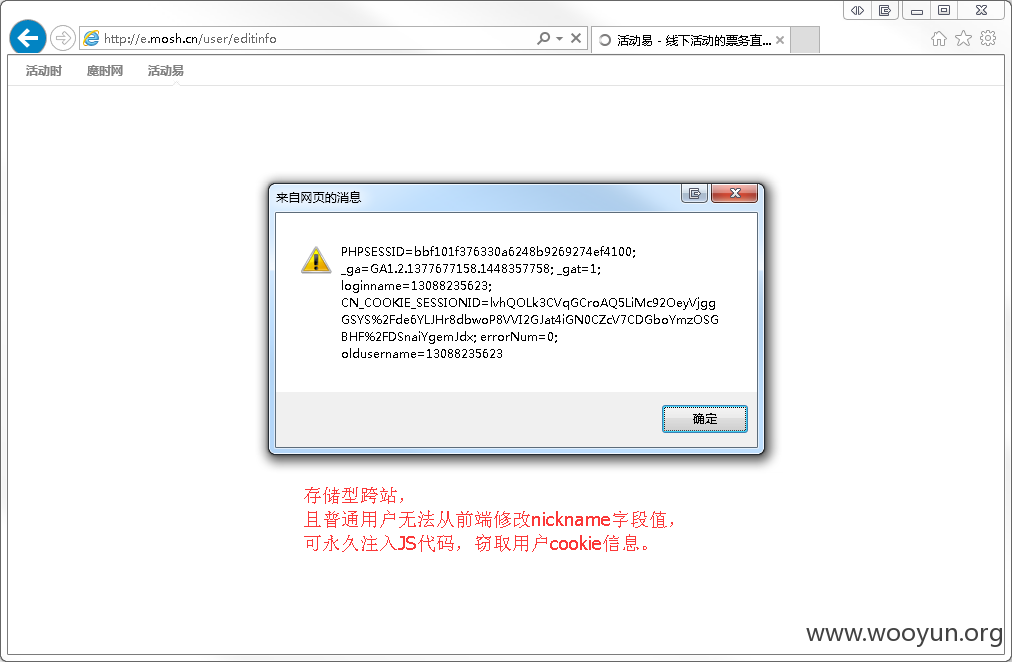 http://e.mosh.cn/user/editinfo
活动易 - 线下活动的票务直...
活动时 魔时网 活动易
来自网页的消息
PHPSESSID=bbf101f376330a6248b9269274ef4100;
_ga=GA1.2.1377677158.1448357758; _gat=1;
loginname=13088235623;
CN_COOKIE_SESSIONID=lvhQOLk3CVqGCroAQ5LiMc92OeyVjgg
GSYS%2Fde6YLJHr8dbwoP8VVI2GJat4iGN0CZcV7CDGboYmzOSG
BHF%2FDSnaiYgemJdx; errorNum=0;
oldusername=13088235623
确定
存储型跨站，
且普通用户无法从前端修改nickname字段值，
可永久注入JS代码，窃取用户cookie信息。
www.wooyun.org